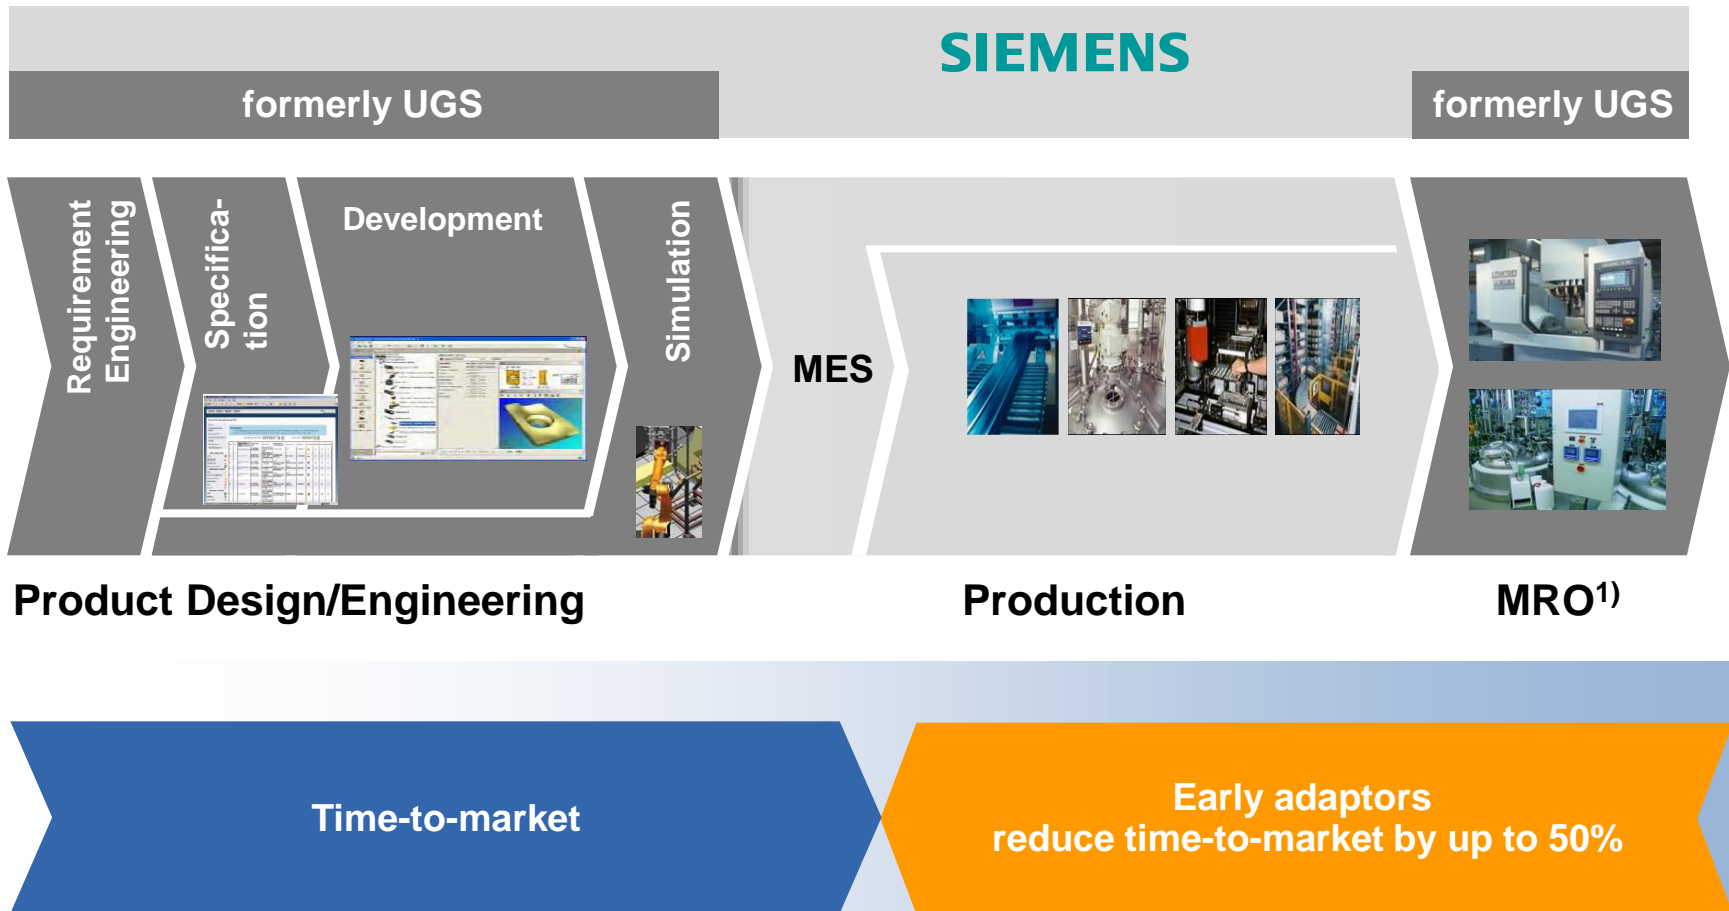 SIEMENS
formerly UGS
formerly UGS
Requirement
Engineering
Specifica-
tion
Development
Simulation
MES
Product Design/Engineering
Production
MRO¹⁾
Time-to-market
Early adaptors
reduce time-to-market by up to 50%